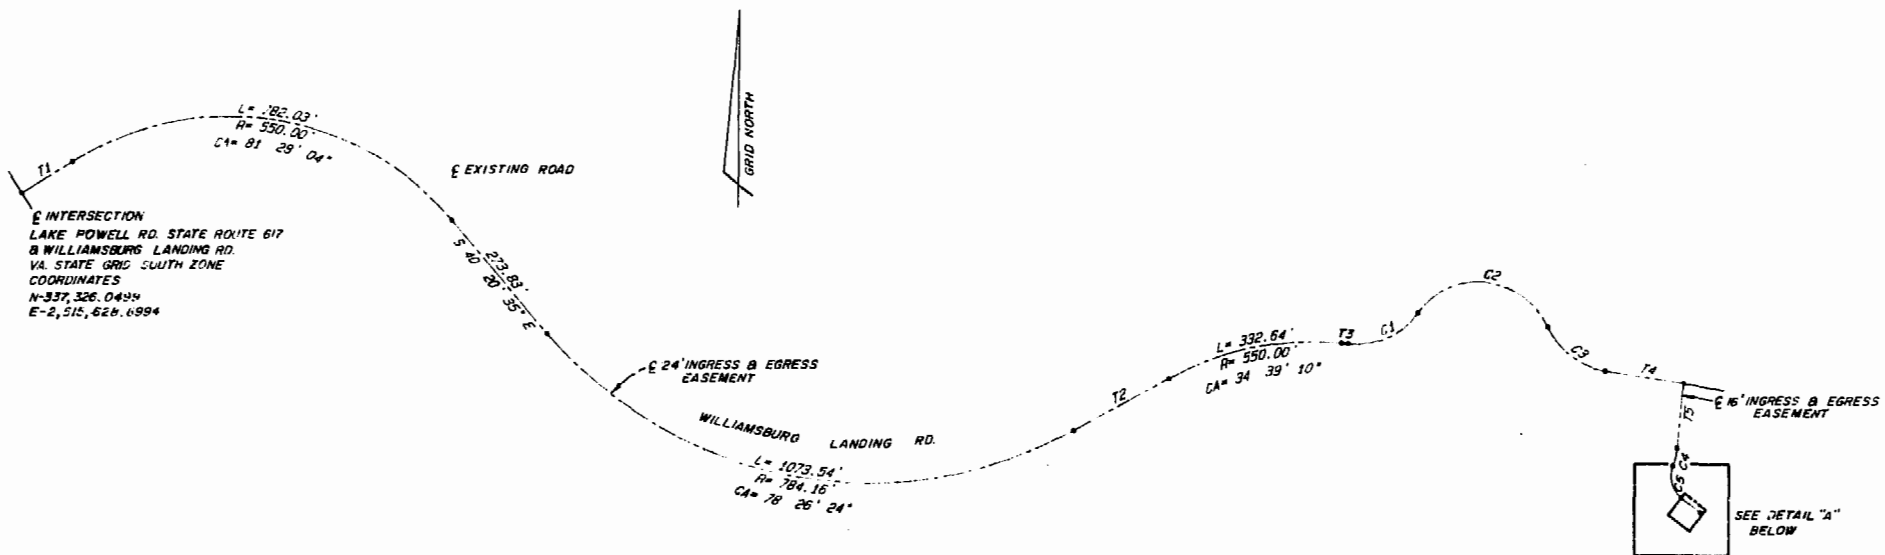 T1
L= 782.03'
R= 550.00'
CA= 81 29' 04"
℄ EXISTING ROAD
GRID NORTH
℄ INTERSECTION
LAKE POWELL RD. STATE ROUTE 617
& WILLIAMSBURG LANDING RD.
VA. STATE GRID SOUTH ZONE
COORDINATES
N-337,326.0499
E-2,515,628.6994
273.83'
S 40 20' 35" E
℄ 24' INGRESS & EGRESS
EASEMENT
WILLIAMSBURG LANDING RD.
L= 1073.54'
R= 784.16'
CA= 78 26' 24"
T2
L= 332.64'
R= 550.00'
CA= 34 39' 10"
T3
C1
C2
C3
T4
℄ 16' INGRESS & EGRESS
EASEMENT
T5
C4
C5
SEE DETAIL "A"
BELOW